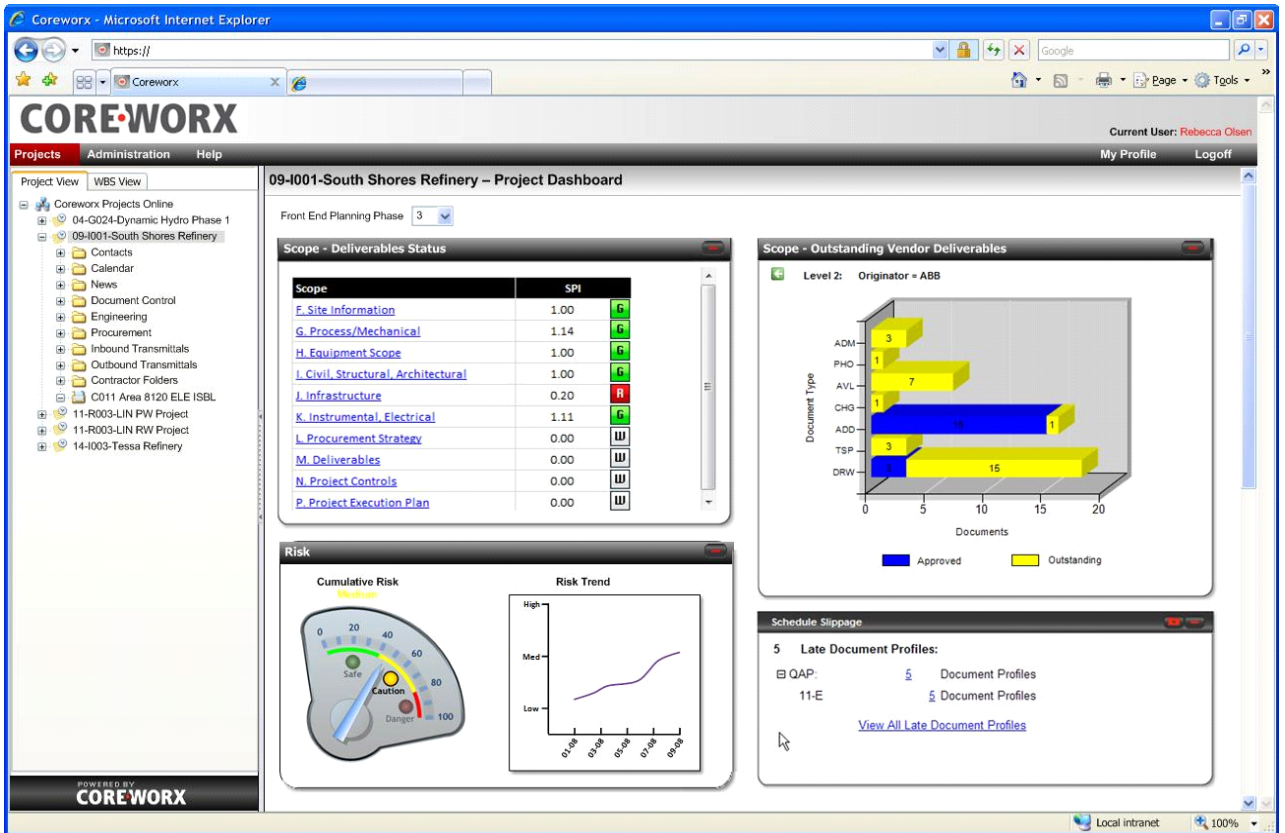 Coreworx - Microsoft Internet Explorer
https://
Google
Coreworx
Page
Tools
»
CORE•WORX
Current User: Rebecca Olsen
Projects Administration Help
My Profile Logoff
Project View WBS View
Coreworx Projects Online
04-G024-Dynamic Hydro Phase 1
09-I001-South Shores Refinery
Contacts
Calendar
News
Document Control
Engineering
Procurement
Inbound Transmittals
Outbound Transmittals
Contractor Folders
C011 Area 8120 ELE ISBL
11-R003-LIN PW Project
11-R003-LIN RW Project
14-I003-Tessa Refinery
POWERED BY
COREWORX
09-I001-South Shores Refinery – Project Dashboard
Front End Planning Phase 3
Scope - Deliverables Status
Scope SPI
F. Site Information 1.00 G
G. Process/Mechanical 1.14 G
H. Equipment Scope 1.00 G
I. Civil, Structural, Architectural 1.00 G
J. Infrastructure 0.20 R
K. Instrumental, Electrical 1.11 G
L. Procurement Strategy 0.00 W
M. Deliverables 0.00 W
N. Project Controls 0.00 W
P. Project Execution Plan 0.00 W
Scope - Outstanding Vendor Deliverables
Level 2: Originator = ABB
Document Type
ADM 3
PHO 1
AVL 7
CHG 1
ADD 15 1
TSP 3
DRW 3 15
0 5 10 15 20
Documents
Approved Outstanding
Risk
Cumulative Risk
Medium
0 20 40 60 80 100
Safe
Caution
Danger
Risk Trend
High
Med
Low
01-08 03-08 05-08 07-08 09-08
Schedule Slippage
5 Late Document Profiles:
QAP: 5 Document Profiles
11-E 5 Document Profiles
View All Late Document Profiles
Local intranet
100%